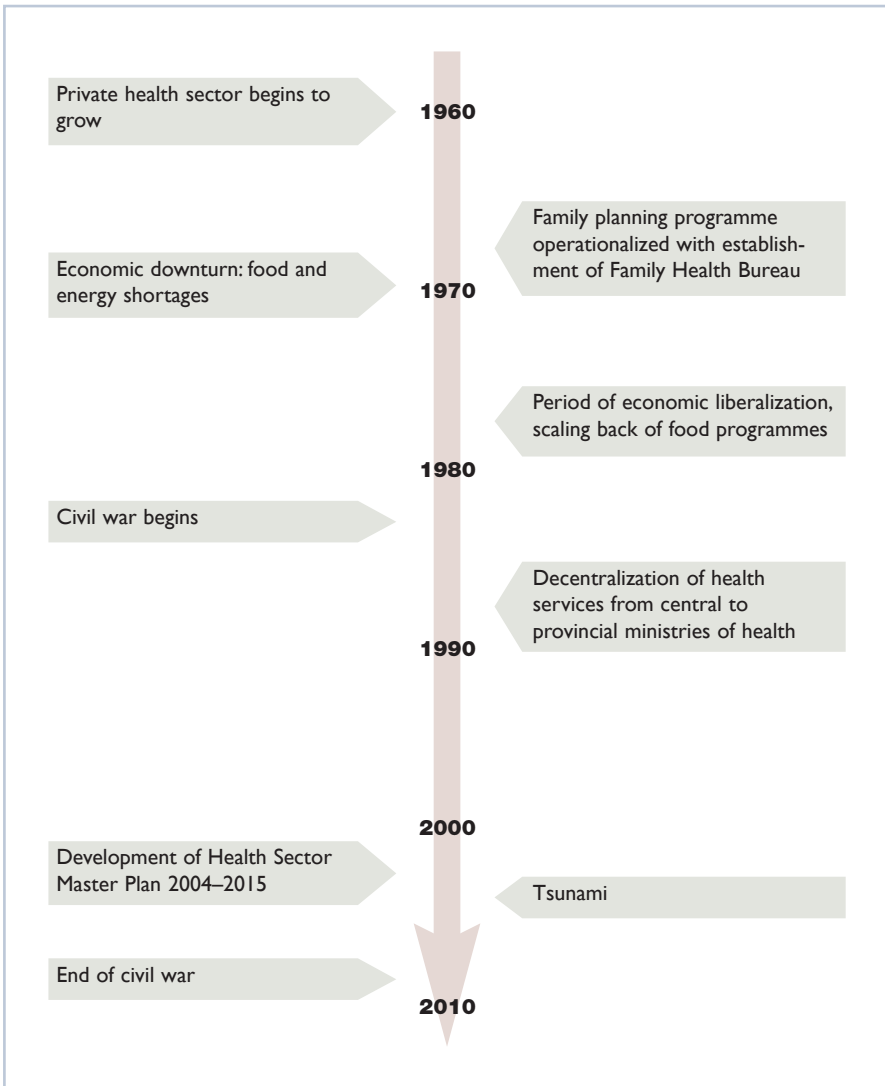 Private health sector begins to
grow
1960
Family planning programme
operationalized with establish-
ment of Family Health Bureau
Economic downturn: food and
energy shortages
1970
Period of economic liberalization,
scaling back of food programmes
1980
Civil war begins
Decentralization of health
services from central to
provincial ministries of health
1990
2000
Development of Health Sector
Master Plan 2004–2015
Tsunami
End of civil war
2010